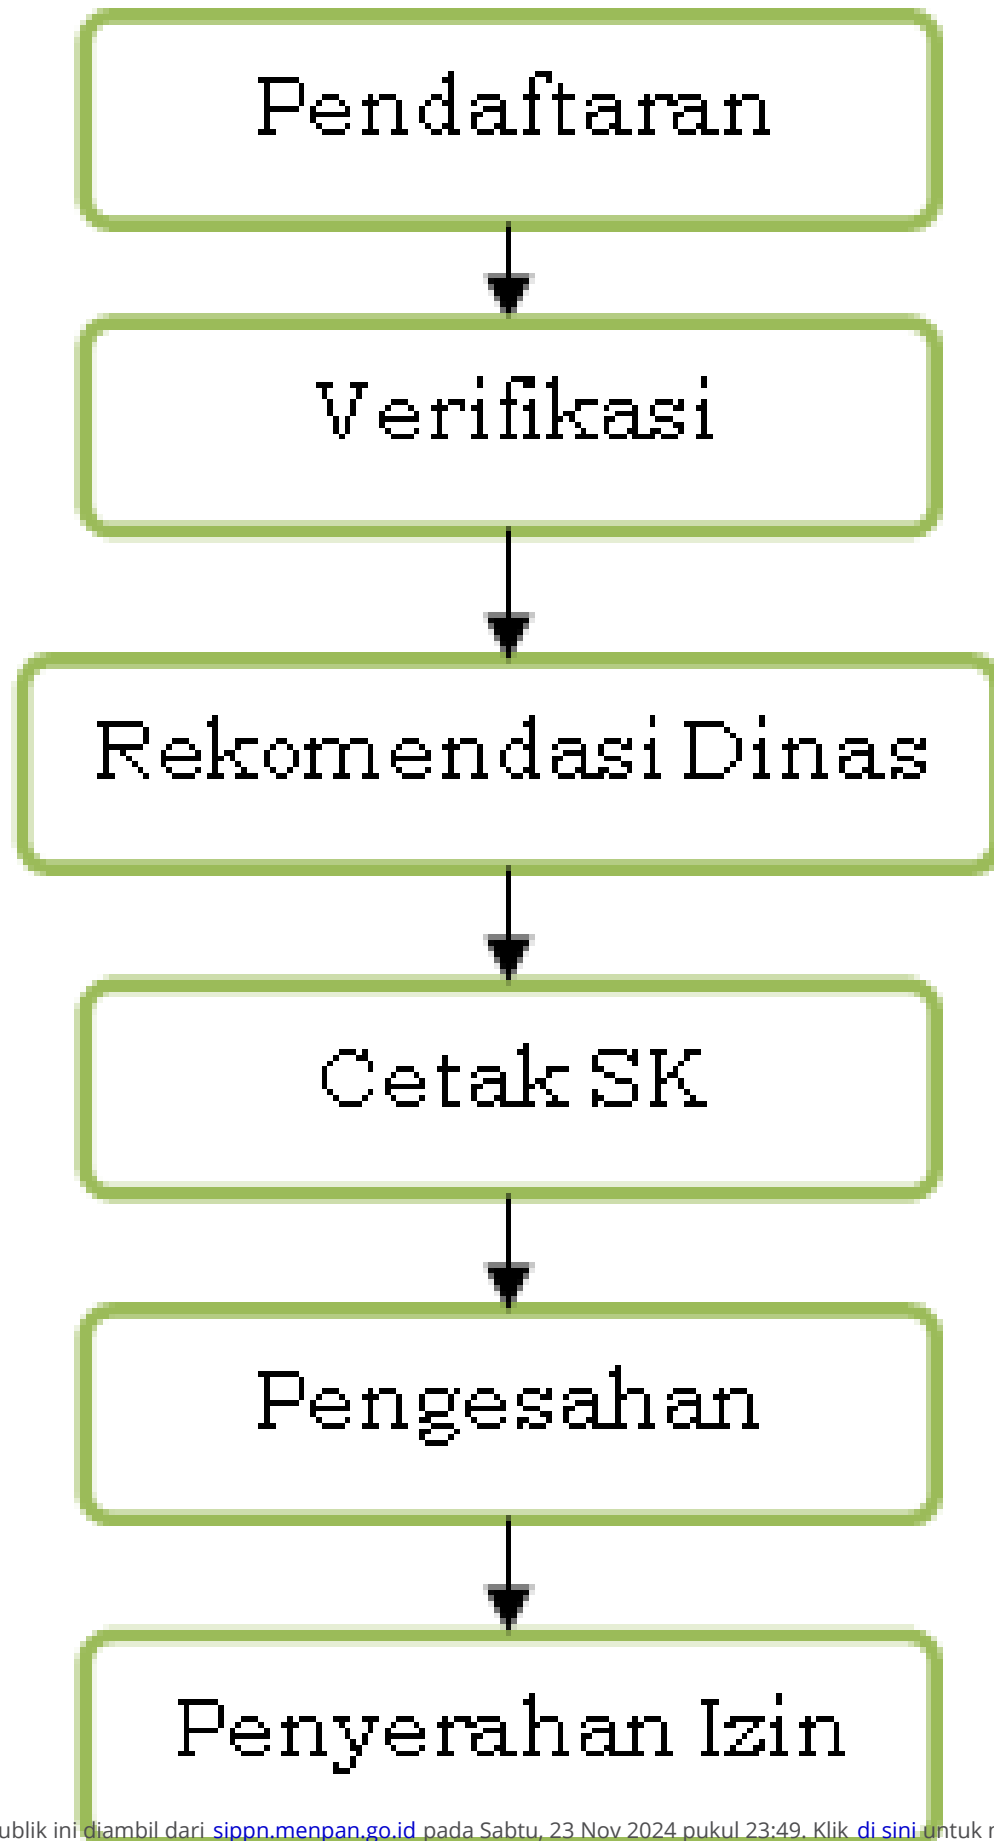 Pendaftaran
Verifikasi
Rekomendasi Dinas
Cetak SK
Pengesahan
Penyerahan Izin
ini diambil dari sippn.menpan.go.id pada Sabtu, 23 Nov 2024 pukul 23:49. Klik di sini untuk